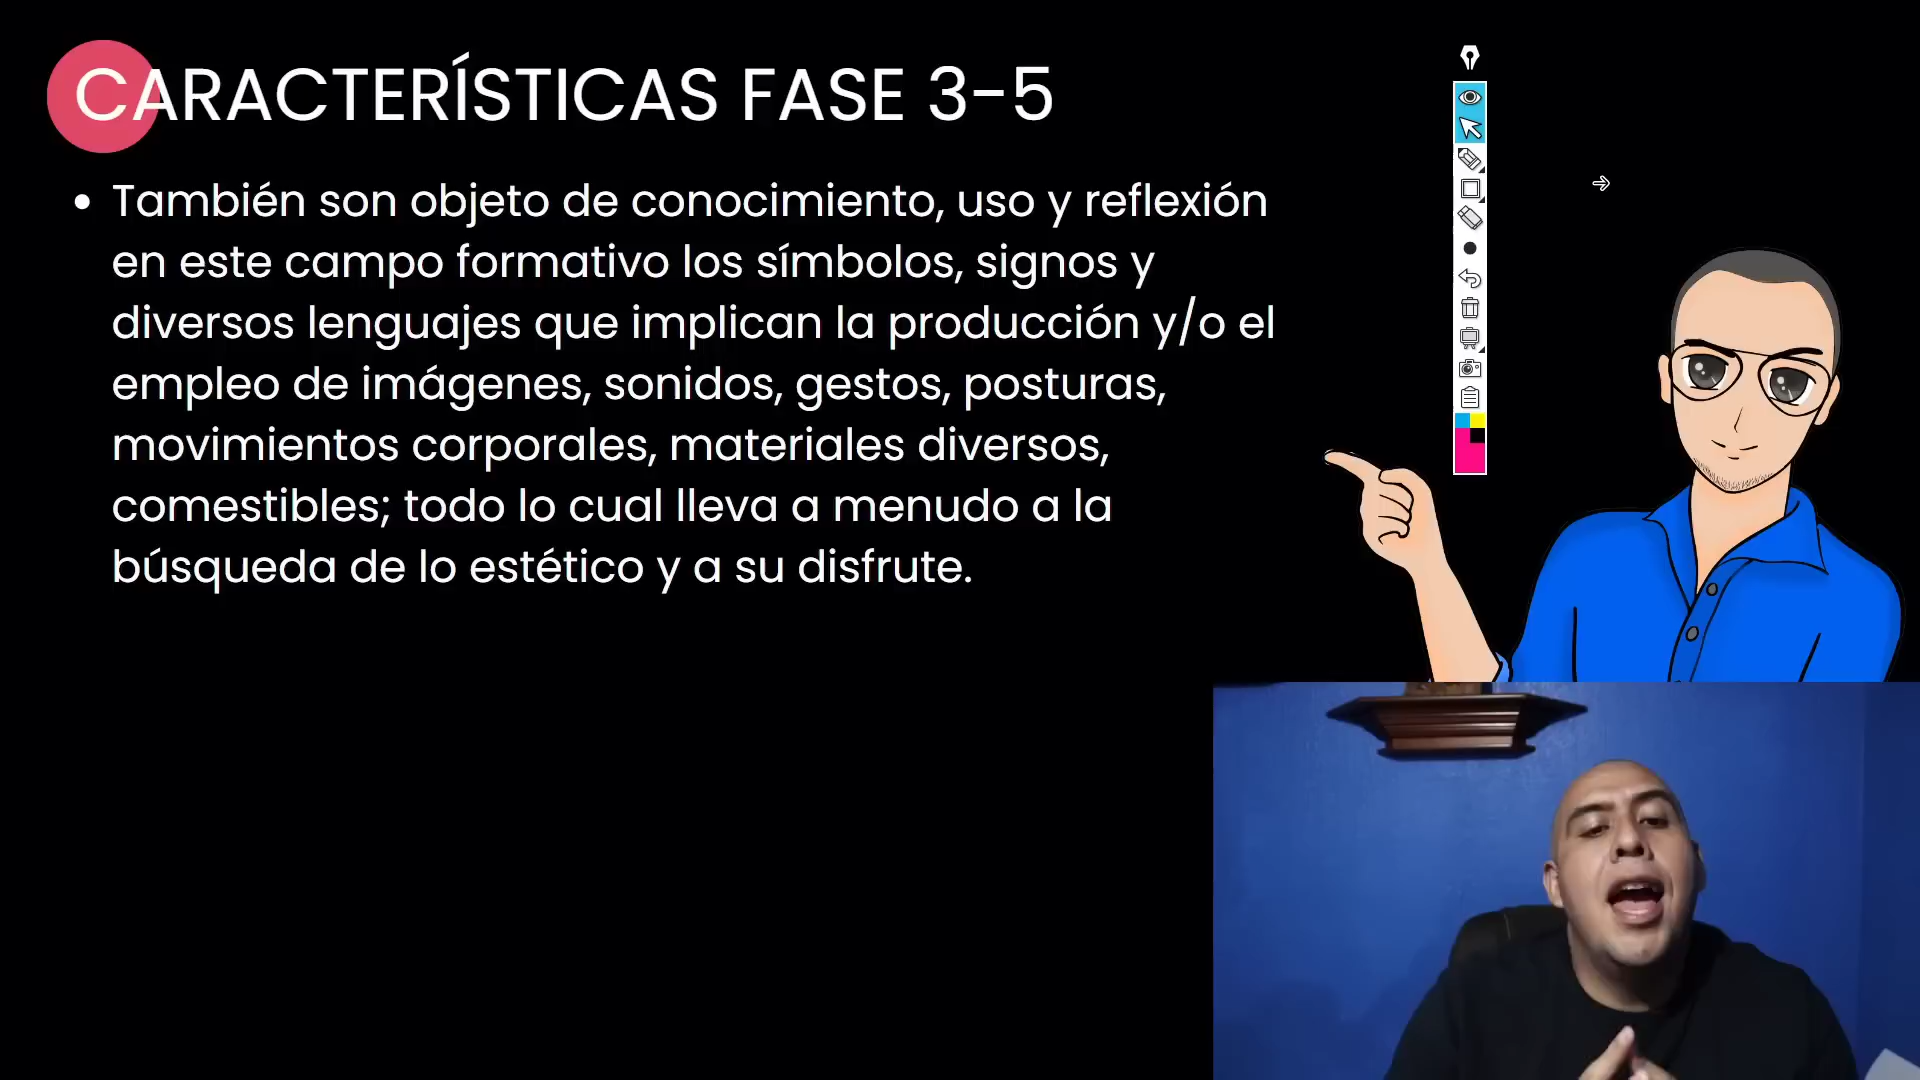 CARACTERÍSTICAS FASE 3-5
• También son objeto de conocimiento, uso y reflexión
en este campo formativo los símbolos, signos y
diversos lenguajes que implican la producción y/o el
empleo de imágenes, sonidos, gestos, posturas,
movimientos corporales, materiales diversos,
comestibles; todo lo cual lleva a menudo a la
búsqueda de lo estético y a su disfrute.